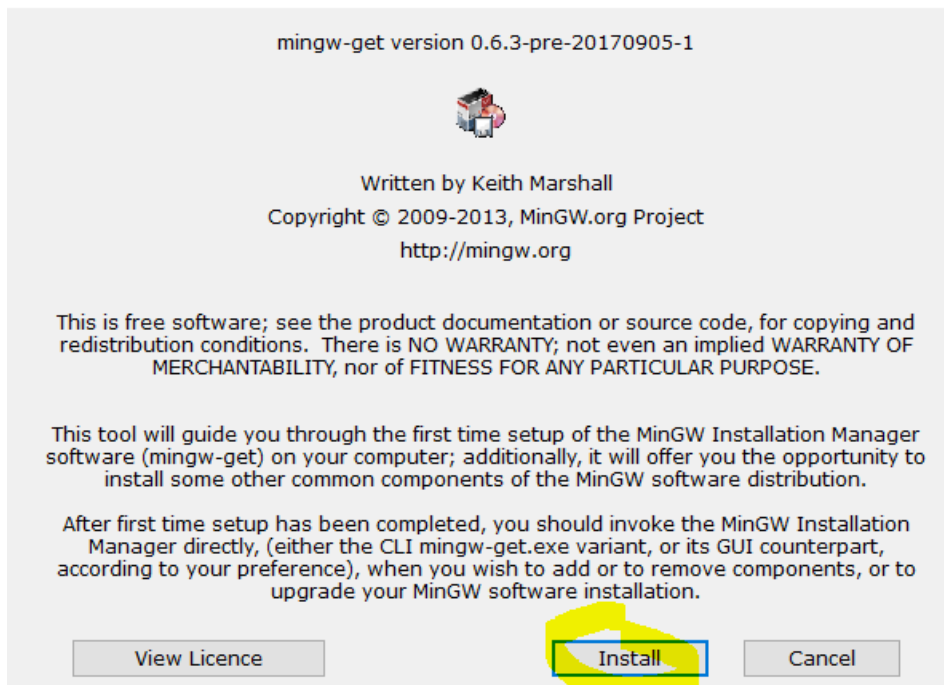 mingw-get version 0.6.3-pre-20170905-1
Written by Keith Marshall
Copyright © 2009-2013, MinGW.org Project
http://mingw.org
This is free software; see the product documentation or source code, for copying and
redistribution conditions.  There is NO WARRANTY; not even an implied WARRANTY OF
MERCHANTABILITY, nor of FITNESS FOR ANY PARTICULAR PURPOSE.
This tool will guide you through the first time setup of the MinGW Installation Manager
software (mingw-get) on your computer; additionally, it will offer you the opportunity to
install some other common components of the MinGW software distribution.
After first time setup has been completed, you should invoke the MinGW Installation
Manager directly, (either the CLI mingw-get.exe variant, or its GUI counterpart,
according to your preference), when you wish to add or to remove components, or to
upgrade your MinGW software installation.
View Licence Install Cancel